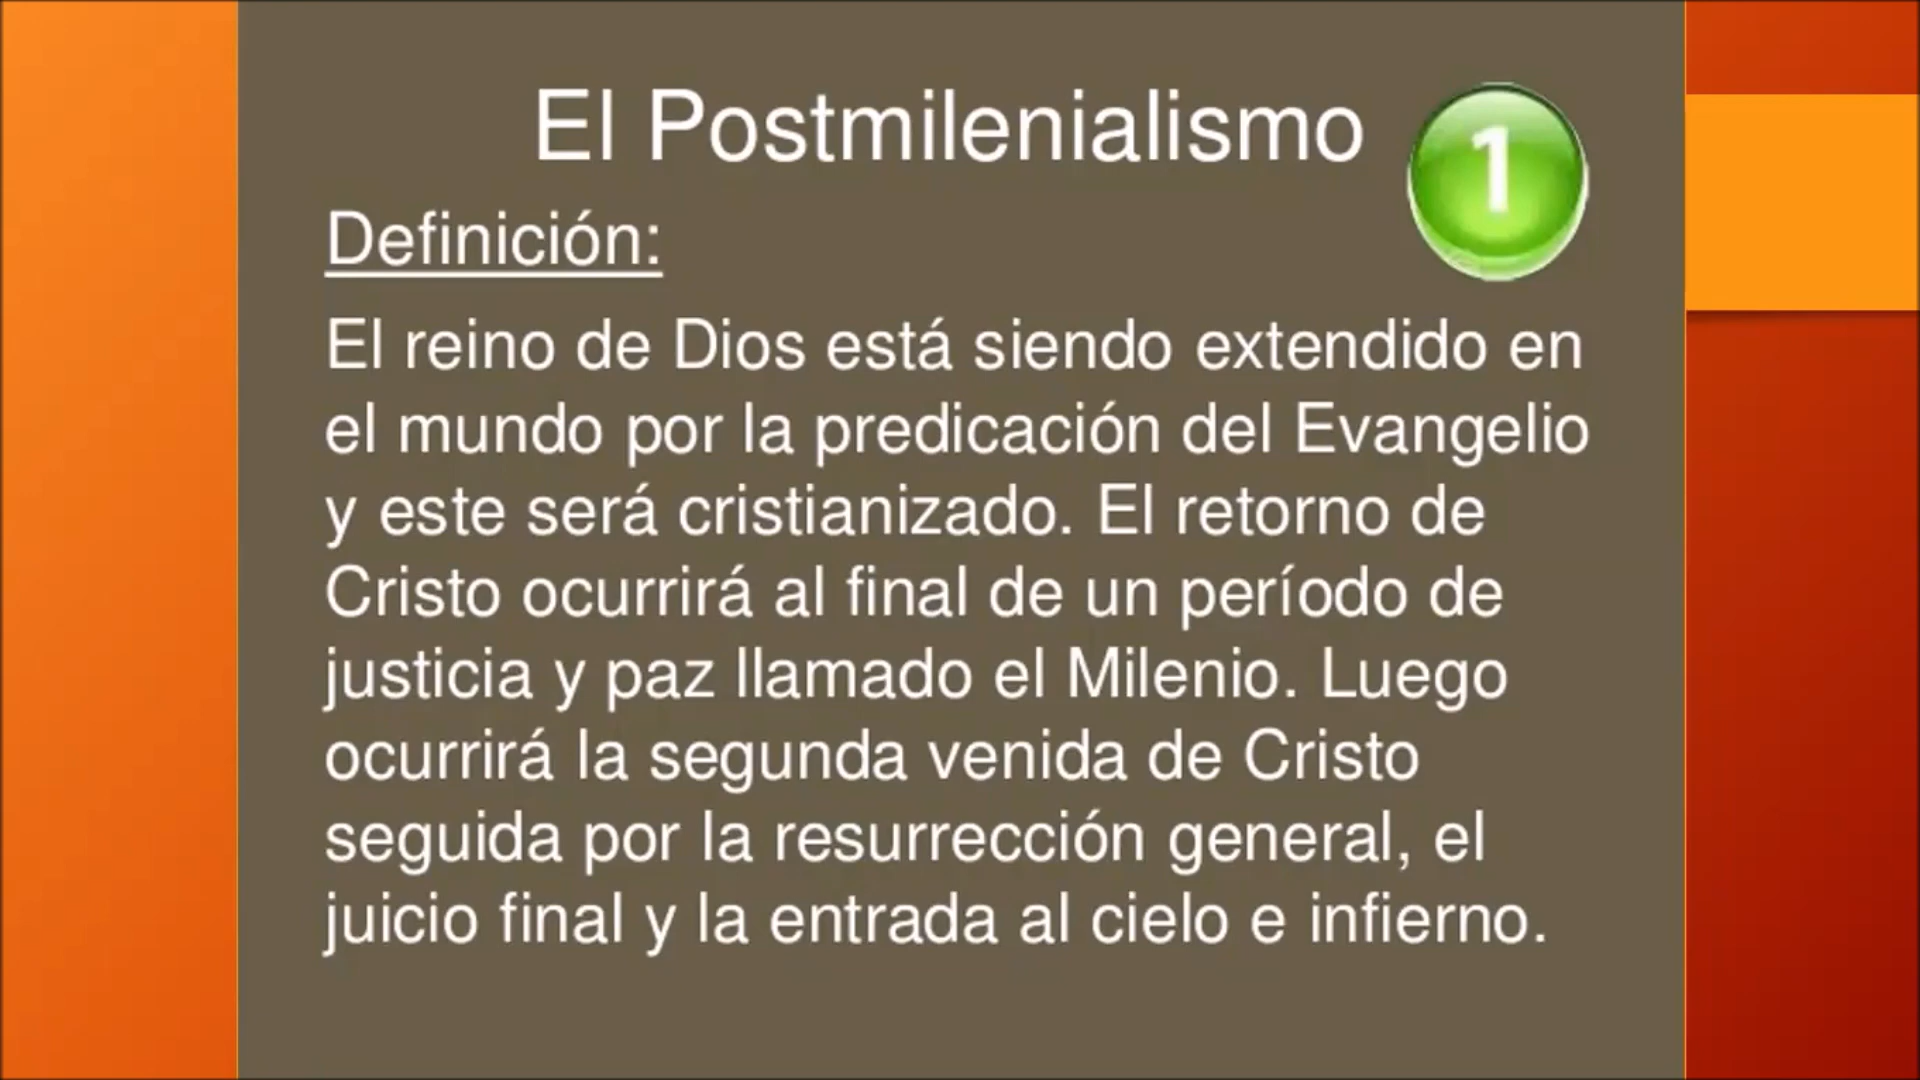 El Postmilenialismo
1
Definición:
El reino de Dios está siendo extendido en
el mundo por la predicación del Evangelio
y este será cristianizado. El retorno de
Cristo ocurrirá al final de un período de
justicia y paz llamado el Milenio. Luego
ocurrirá la segunda venida de Cristo
seguida por la resurrección general, el
juicio final y la entrada al cielo e infierno.